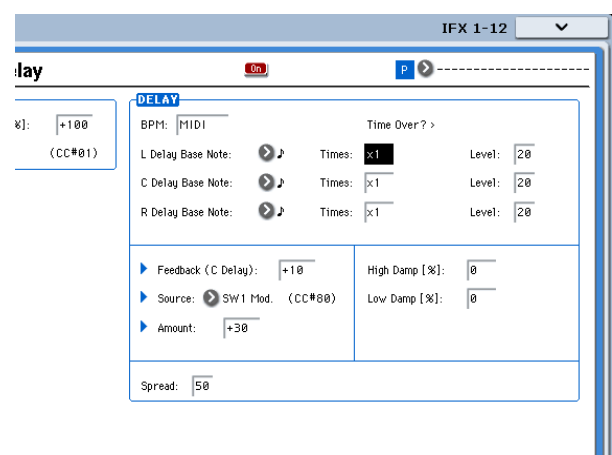 IFX 1-12
lay On P
DELAY
%]: +100 BPM: MIDI Time Over? >
(CC#01) L Delay Base Note: ♪ Times: x1 Level: 20
C Delay Base Note: ♪ Times: x1 Level: 20
R Delay Base Note: ♪ Times: x1 Level: 20
Feedback (C Delay): +10 High Damp [%]: 0
Source: SW1 Mod. (CC#80) Low Damp [%]: 0
Amount: +30
Spread: 50